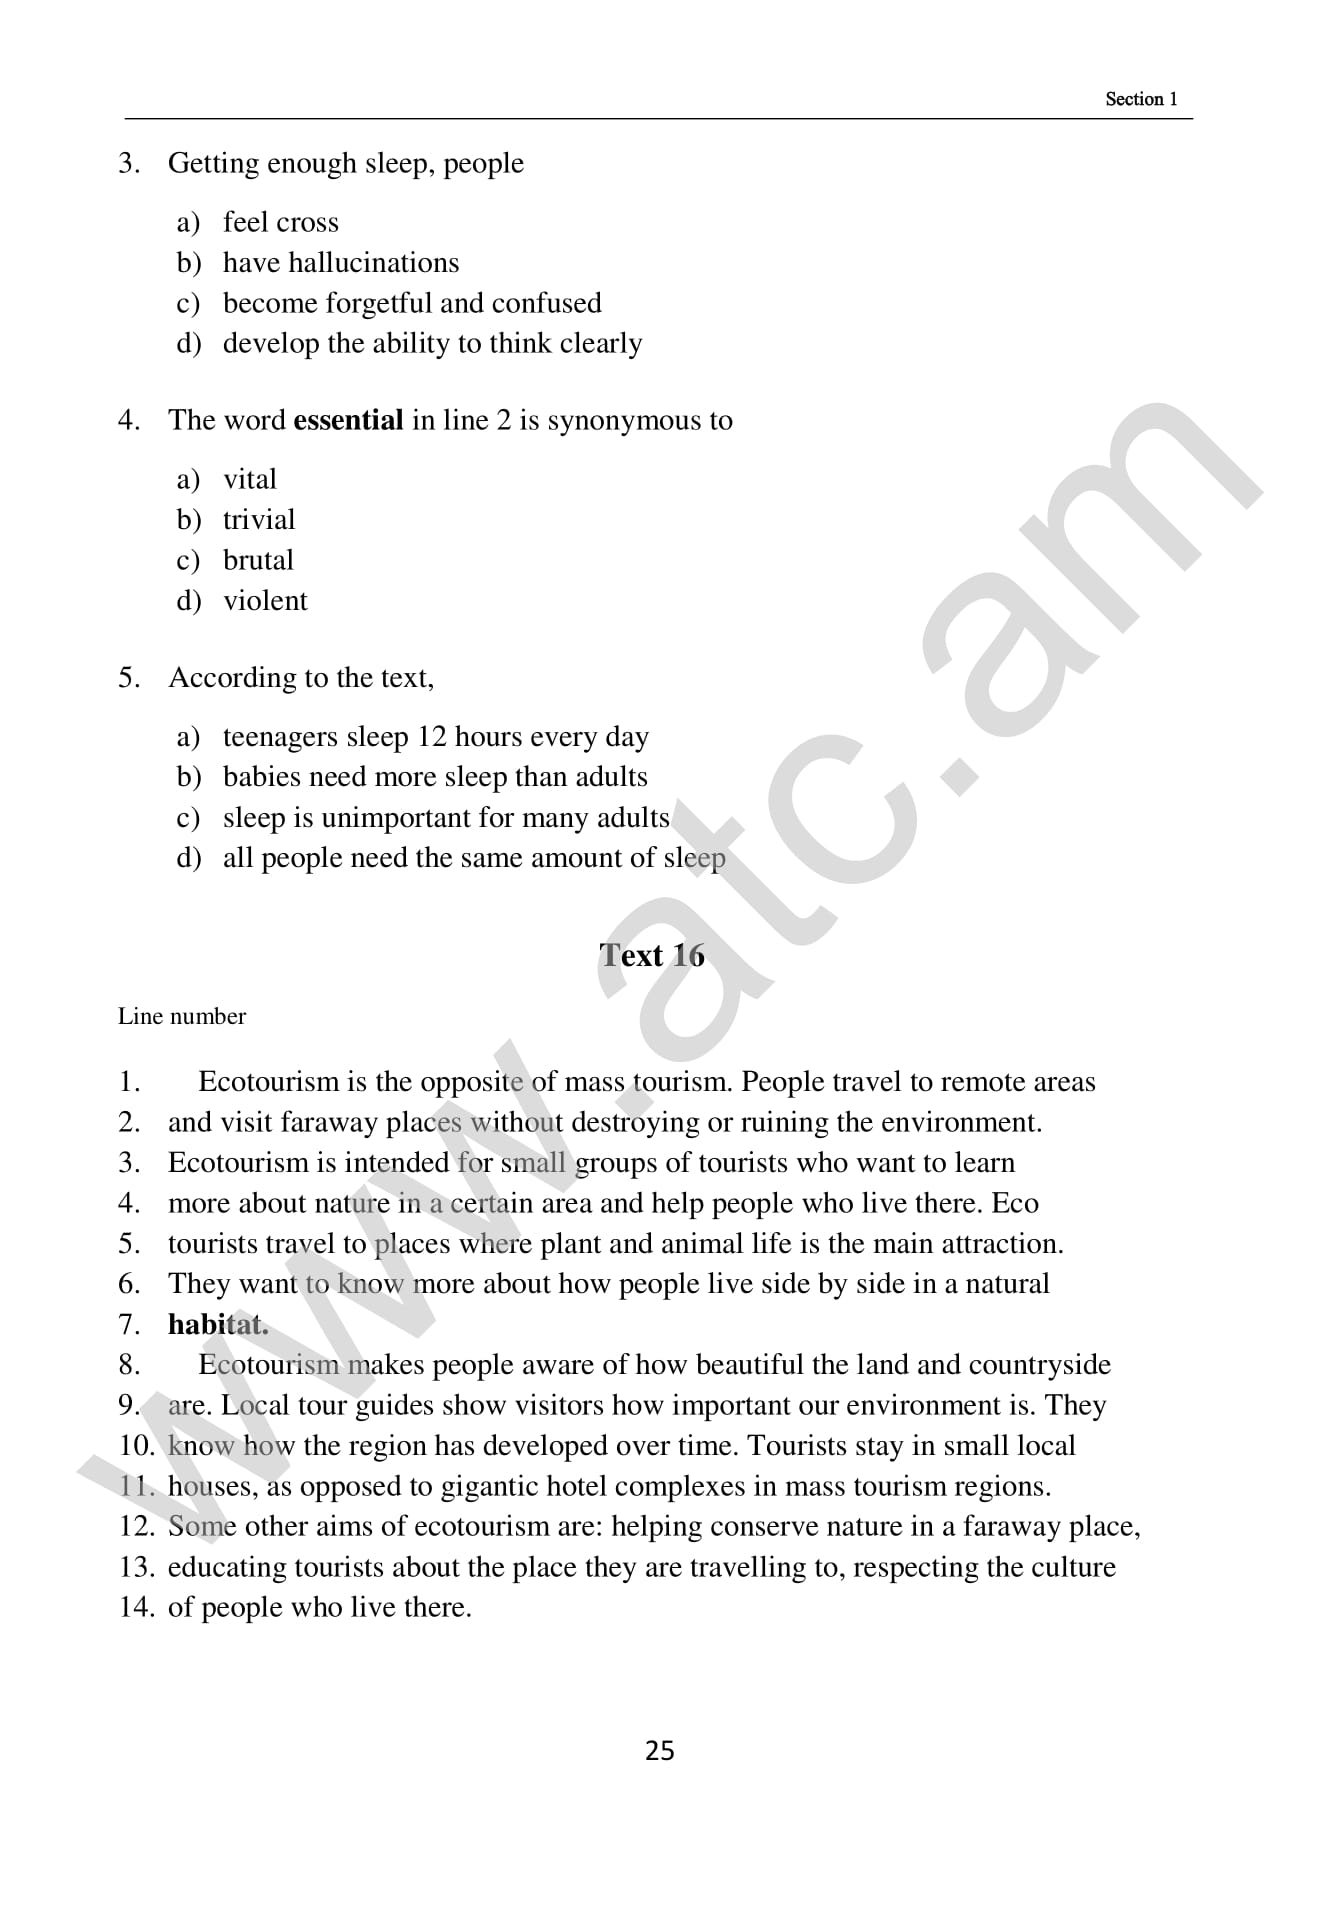 Section 1
3. Getting enough sleep, people
a) feel cross
b) have hallucinations
c) become forgetful and confused
d) develop the ability to think clearly
4. The word essential in line 2 is synonymous to
a) vital
b) trivial
c) brutal
d) violent
5. According to the text,
a) teenagers sleep 12 hours every day
b) babies need more sleep than adults
c) sleep is unimportant for many adults
d) all people need the same amount of sleep
Text 16
Line number
1. Ecotourism is the opposite of mass tourism. People travel to remote areas
2. and visit faraway places without destroying or ruining the environment.
3. Ecotourism is intended for small groups of tourists who want to learn
4. more about nature in a certain area and help people who live there. Eco
5. tourists travel to places where plant and animal life is the main attraction.
6. They want to know more about how people live side by side in a natural
7. habitat.
8. Ecotourism makes people aware of how beautiful the land and countryside
9. are. Local tour guides show visitors how important our environment is. They
10. know how the region has developed over time. Tourists stay in small local
11. houses, as opposed to gigantic hotel complexes in mass tourism regions.
12. Some other aims of ecotourism are: helping conserve nature in a faraway place,
13. educating tourists about the place they are travelling to, respecting the culture
14. of people who live there.
25
www.atc.am